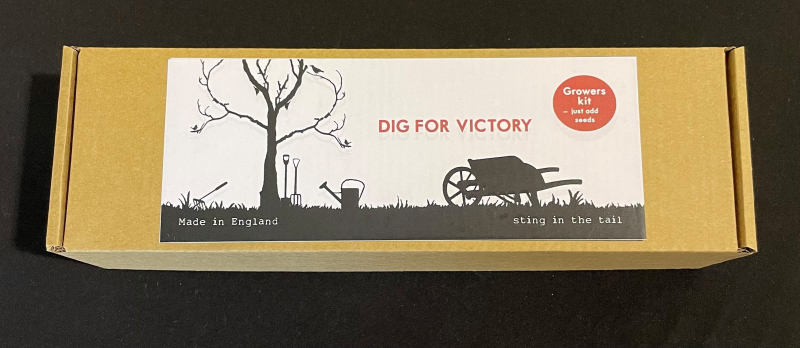 DIG FOR VICTORY
Growers
kit
– just add
seeds
Made in England
sting in the tail